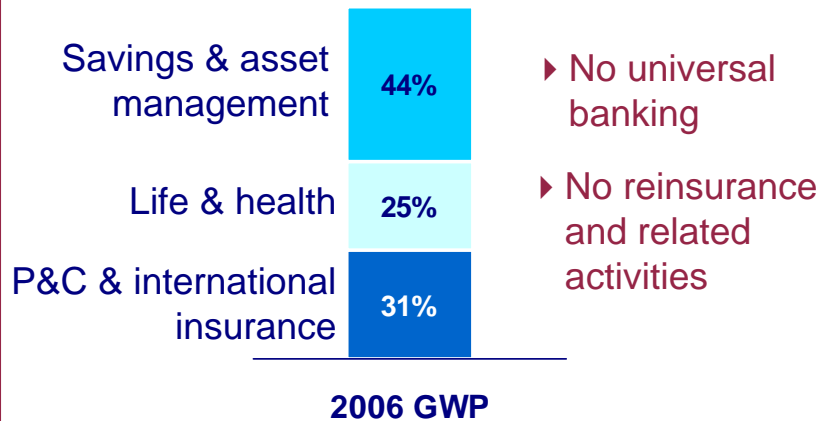 Savings & asset
management
44%
Life & health
25%
P&C & international
insurance
31%
2006 GWP
No universal
banking
No reinsurance
and related
activities